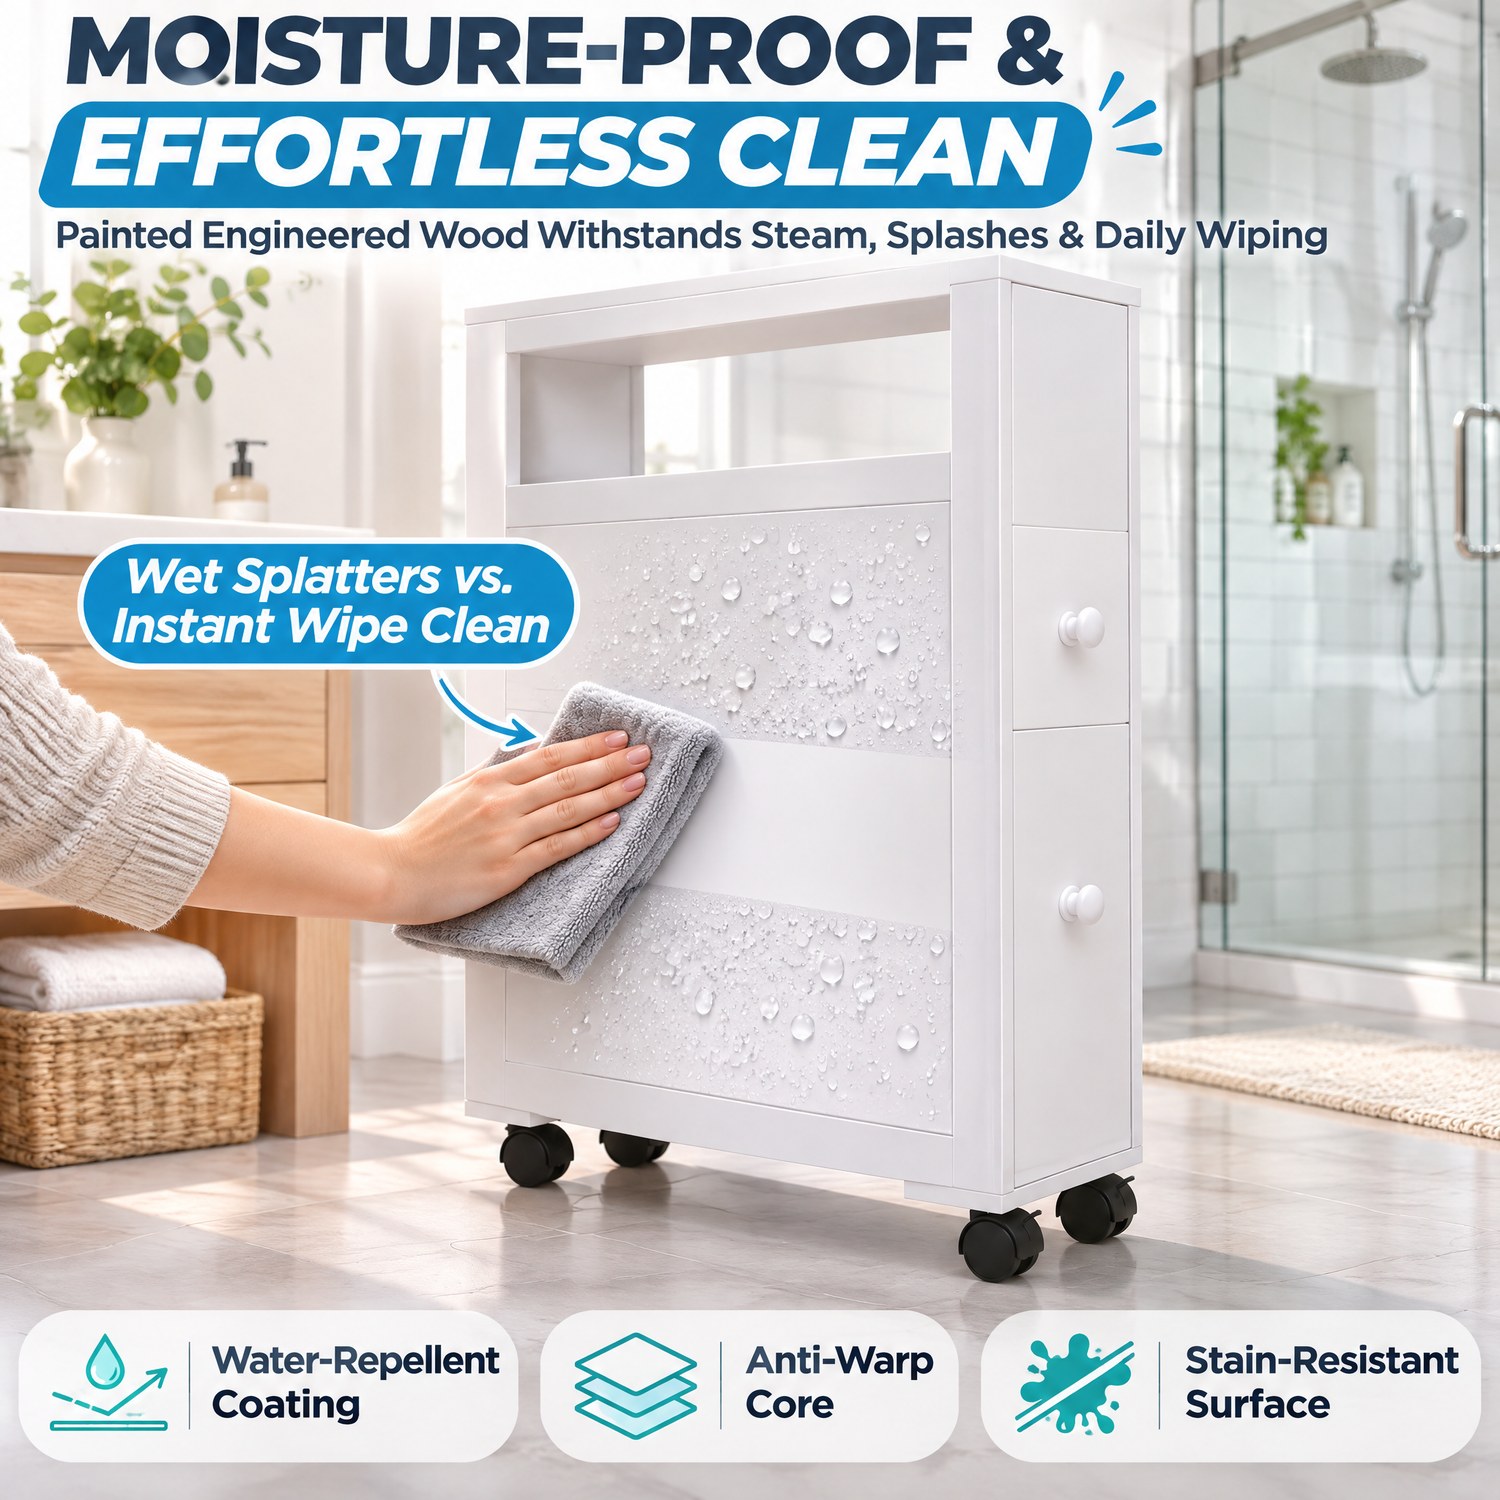 MOISTURE-PROOF &
EFFORTLESS CLEAN
Painted Engineered Wood Withstands Steam, Splashes & Daily Wiping
Wet Splatters vs.
Instant Wipe Clean
Water-Repellent
Coating
Anti-Warp
Core
Stain-Resistant
Surface